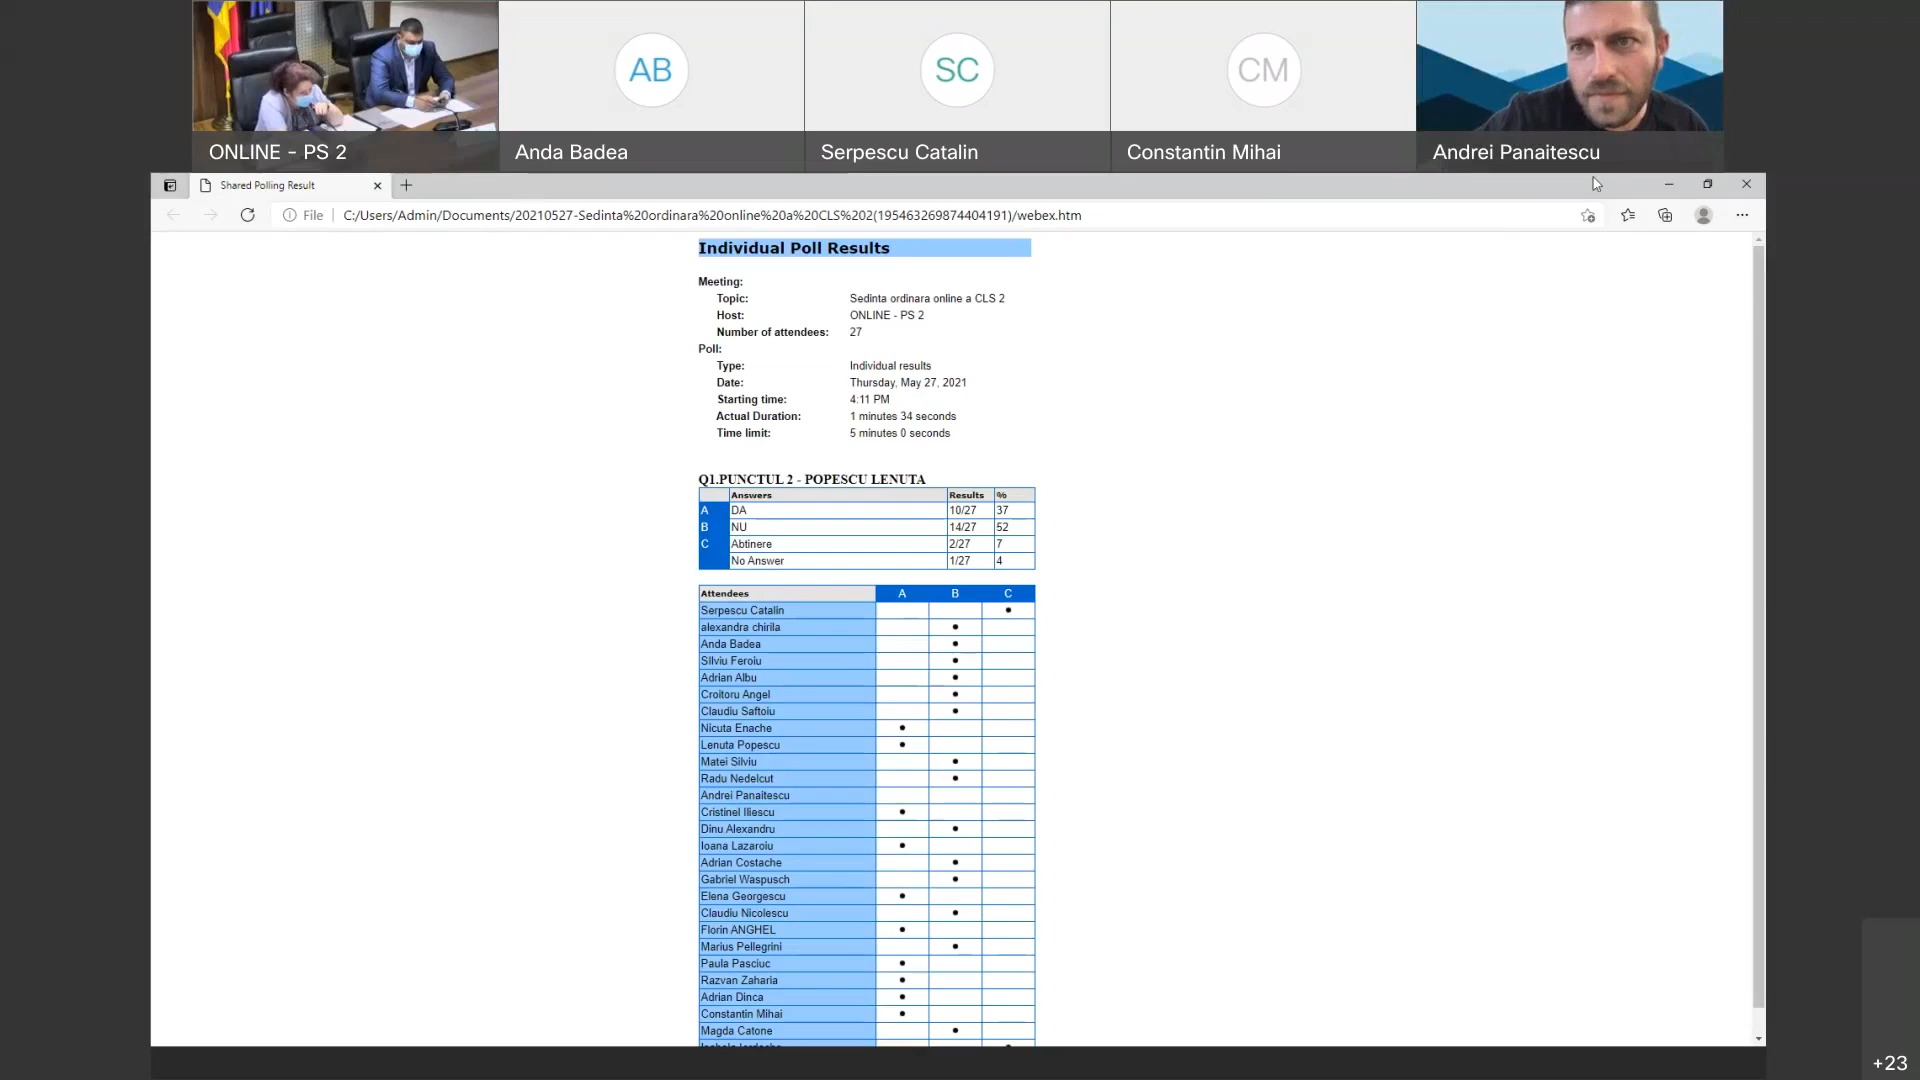 AB
SC
CM
ONLINE - PS 2
Anda Badea
Serpescu Catalin
Constantin Mihai
Andrei Panaitescu
Shared Polling Result
File
C:/Users/Admin/Documents/20210527-Sedinta%20ordinara%20online%20a%20CLS%202(195463269874404191)/webex.htm
Individual Poll Results
Meeting:
Topic: Sedinta ordinara online a CLS 2
Host: ONLINE - PS 2
Number of attendees: 27
Poll:
Type: Individual results
Date: Thursday, May 27, 2021
Starting time: 4:11 PM
Actual Duration: 1 minutes 34 seconds
Time limit: 5 minutes 0 seconds
Q1.PUNCTUL 2 - POPESCU LENUTA
Answers Results %
A DA 10/27 37
B NU 14/27 52
C Abtinere 2/27 7
No Answer 1/27 4
Attendees A B C
Serpescu Catalin
alexandra chirila
Anda Badea
SIlviu Feroiu
Adrian Albu
Croitoru Angel
Claudiu Saftoiu
Nicuta Enache
Lenuta Popescu
Matei Silviu
Radu Nedelcut
Andrei Panaitescu
Cristinel Iliescu
Dinu Alexandru
Ioana Lazaroiu
Adrian Costache
Gabriel Waspusch
Elena Georgescu
Claudiu Nicolescu
Florin ANGHEL
Marius Pellegrini
Paula Pasciuc
Razvan Zaharia
Adrian Dinca
Constantin Mihai
Magda Catone
+23